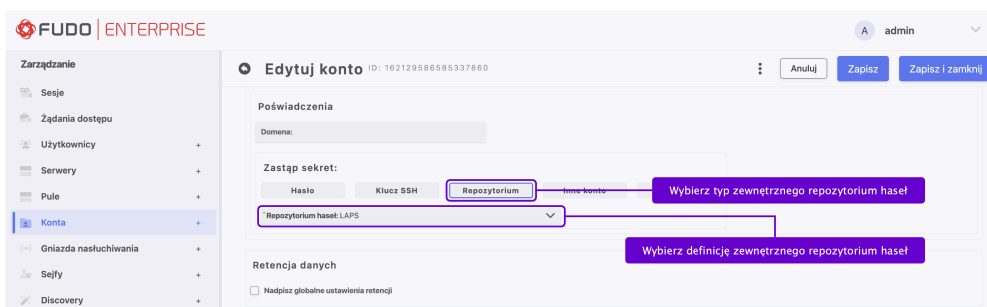 FUDO | ENTERPRISE
A admin
Zarządzanie
Edytuj konto ID: 162129586585337860
Anuluj
Zapisz
Zapisz i zamknij
Sesje
Żądania dostępu
Użytkownicy +
Serwery +
Pule +
Konta +
Gniazda nasłuchiwania +
Sejfy +
Discovery +
Poświadczenia
Domena:
Zastąp sekret:
Hasło
Klucz SSH
Repozytorium
Inne konto
Wybierz typ zewnętrznego repozytorium haseł
*Repozytorium haseł: LAPS
Wybierz definicję zewnętrznego repozytorium haseł
Retencja danych
Nadpisz globalne ustawienia retencji